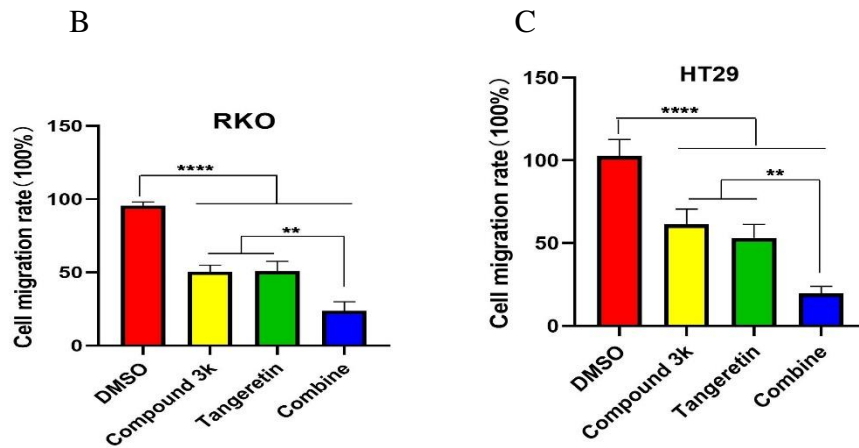 B
RKO
Cell migration rate(100%)
150
100
50
0
****
**
DMSO
Compound 3k
Tangeretin
Combine
C
HT29
Cell migration rate(100%)
150
100
50
0
****
**
DMSO
Compound 3k
Tangeretin
Combine